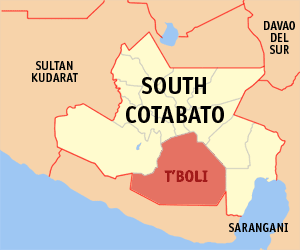 DAVAO
DEL
SUR
SULTAN
KUDARAT
SOUTH
COTABATO
T'BOLI
SARANGANI